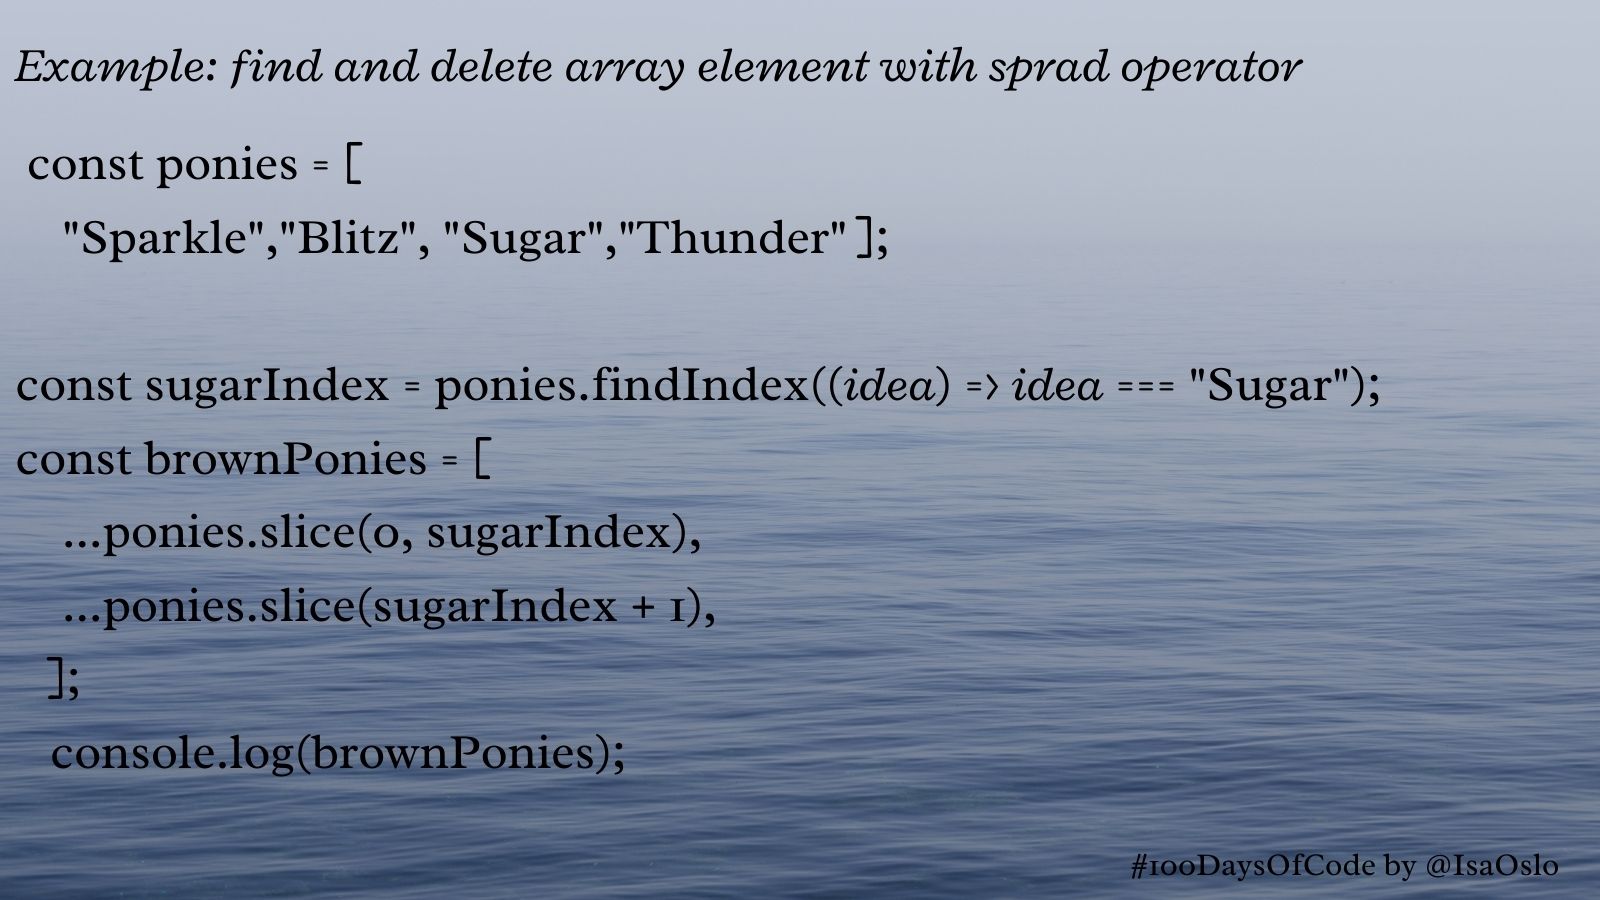 Example: find and delete array element with sprad operator
const ponies = [
"Sparkle","Blitz", "Sugar","Thunder" ];
const sugarIndex = ponies.findIndex((idea) => idea === "Sugar");
const brownPonies = [
...ponies.slice(0, sugarIndex),
...ponies.slice(sugarIndex + 1),
];
console.log(brownPonies);
#100DaysOfCode by @IsaOslo